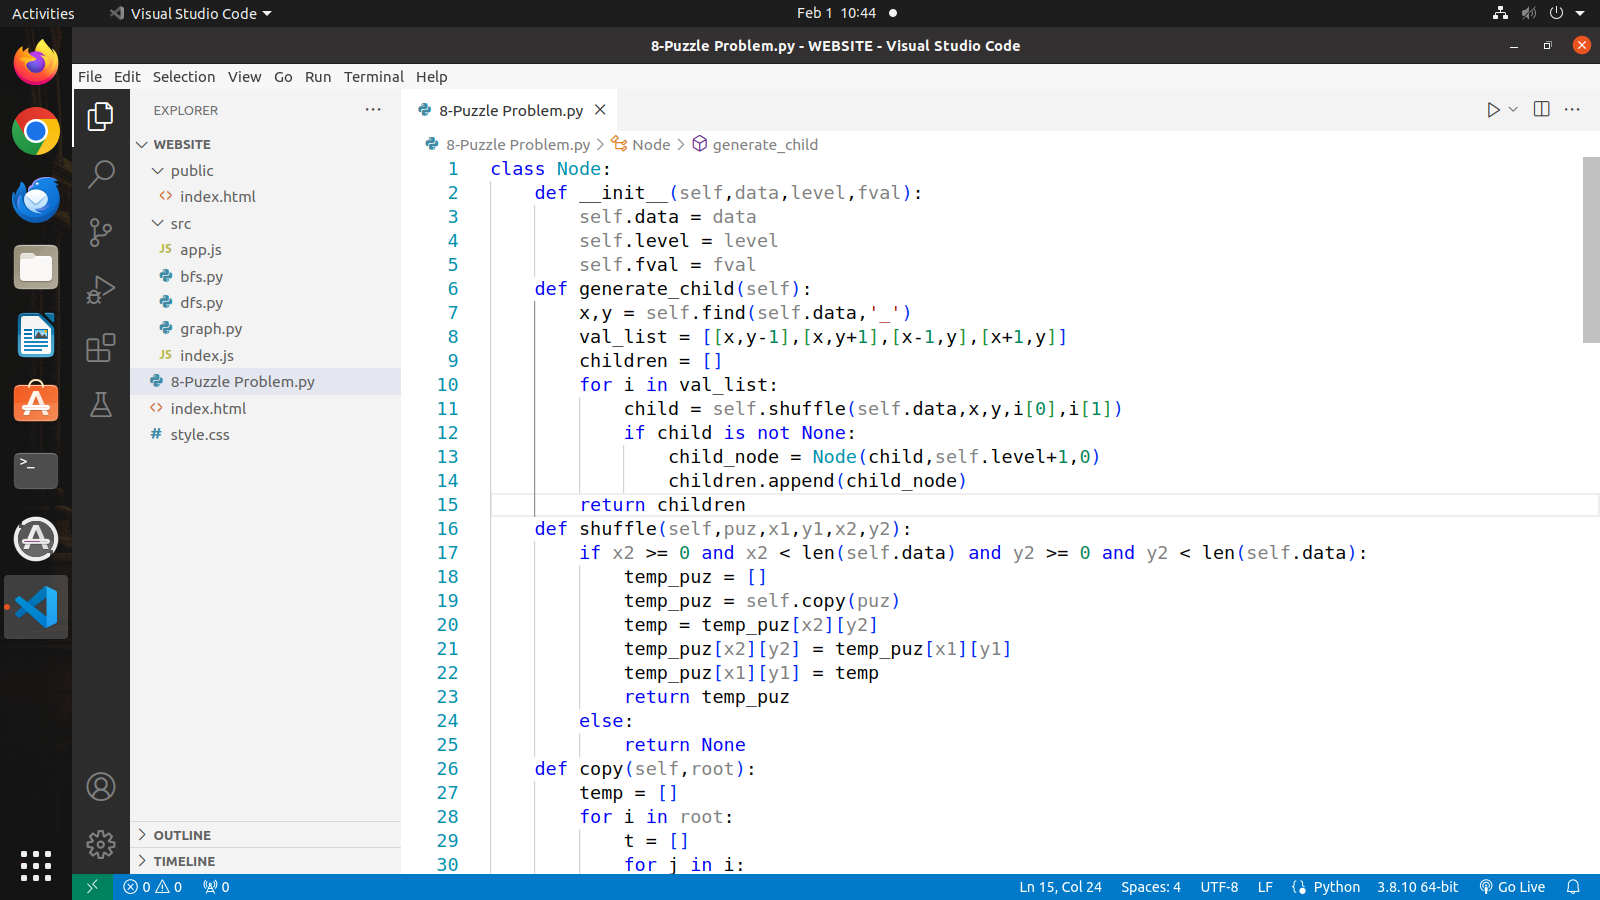 Activities
Visual Studio Code
Feb 1 10:44
8-Puzzle Problem.py - WEBSITE - Visual Studio Code
File Edit Selection View Go Run Terminal Help
EXPLORER
WEBSITE
public
index.html
src
JS app.js
bfs.py
dfs.py
graph.py
JS index.js
8-Puzzle Problem.py
<> index.html
# style.css
OUTLINE
TIMELINE
8-Puzzle Problem.py
8-Puzzle Problem.py > Node > generate_child
1 class Node:
2 def __init__(self,data,level,fval):
3 self.data = data
4 self.level = level
5 self.fval = fval
6 def generate_child(self):
7 x,y = self.find(self.data,'_')
8 val_list = [[x,y-1],[x,y+1],[x-1,y],[x+1,y]]
9 children = []
10 for i in val_list:
11 child = self.shuffle(self.data,x,y,i[0],i[1])
12 if child is not None:
13 child_node = Node(child,self.level+1,0)
14 children.append(child_node)
15 return children
16 def shuffle(self,puz,x1,y1,x2,y2):
17 if x2 >= 0 and x2 < len(self.data) and y2 >= 0 and y2 < len(self.data):
18 temp_puz = []
19 temp_puz = self.copy(puz)
20 temp = temp_puz[x2][y2]
21 temp_puz[x2][y2] = temp_puz[x1][y1]
22 temp_puz[x1][y1] = temp
23 return temp_puz
24 else:
25 return None
26 def copy(self,root):
27 temp = []
28 for i in root:
29 t = []
30 for j in i:
0 0 0
Ln 15, Col 24
Spaces: 4
UTF-8
LF
Python
3.8.10 64-bit
Go Live